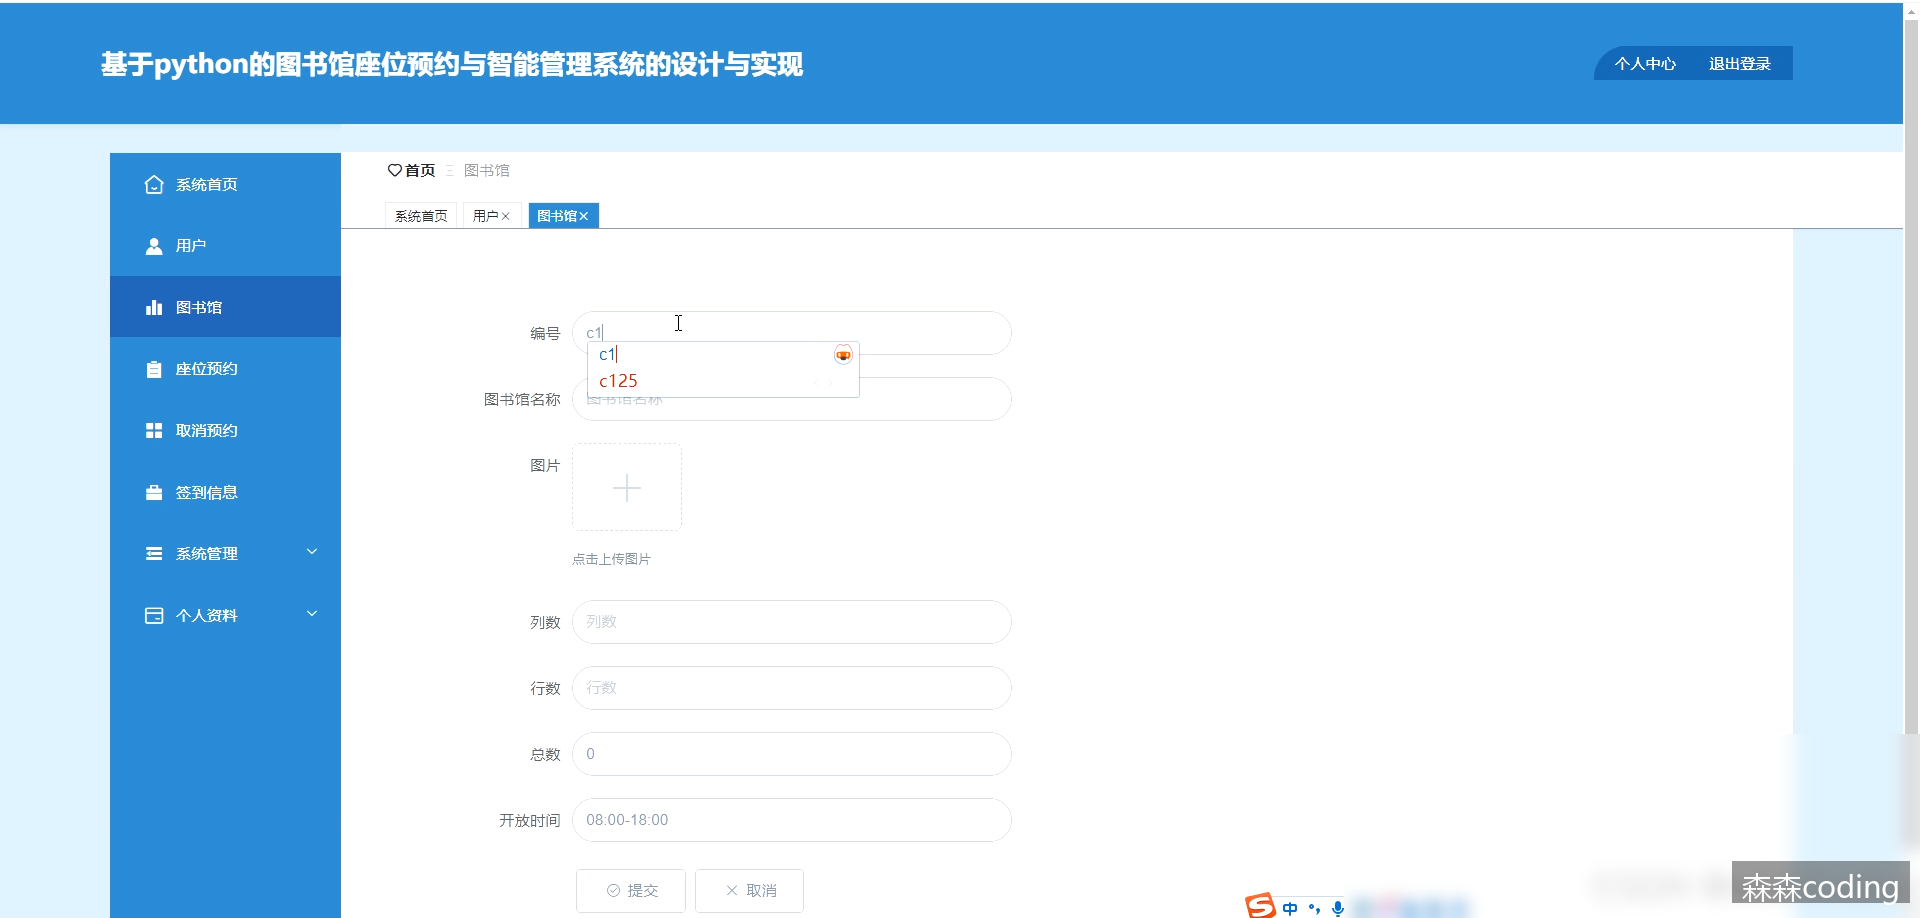 基于python的图书馆座位预约与智能管理系统的设计与实现
个人中心 退出登录
首页 图书馆
系统首页 用户 图书馆
系统首页
用户
图书馆
座位预约
取消预约
签到信息
系统管理
个人资料
编号 c1
c1
c125
图书馆名称 图书馆名称
图片
点击上传图片
列数 列数
行数 行数
总数 0
开放时间 08:00-18:00
提交 取消
中
森森coding